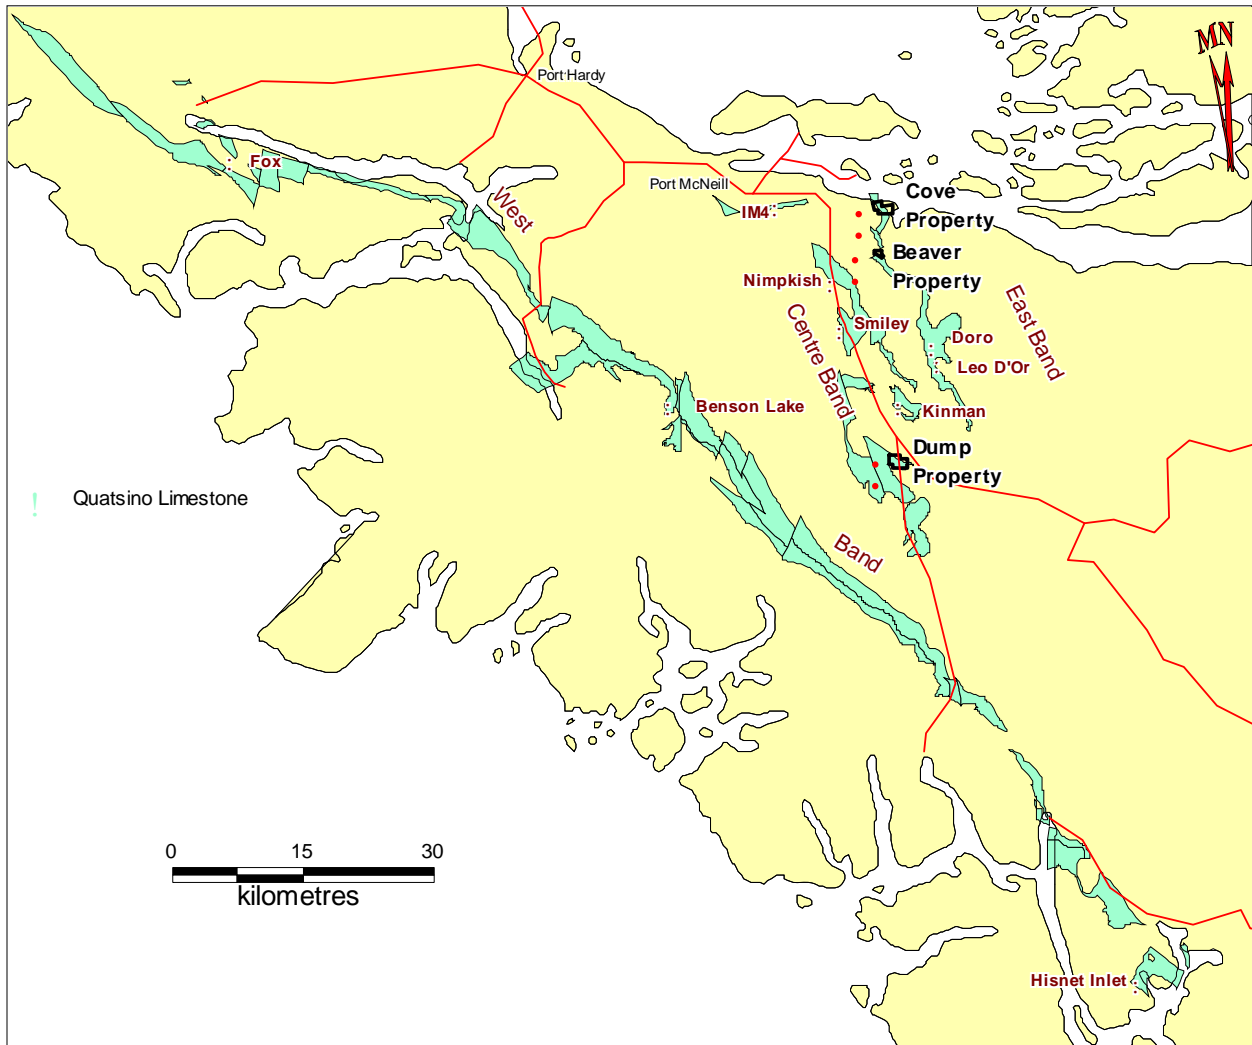 MN
Port Hardy
Fox
West
Port McNeill
IM4
Cove
Property
Beaver
Property
Nimpkish
Centre Band
Smiley
East Band
Doro
Leo D'Or
Benson Lake
Kinman
Dump
Property
! Quatsino Limestone
Band
0 15 30
kilometres
Hisnet Inlet